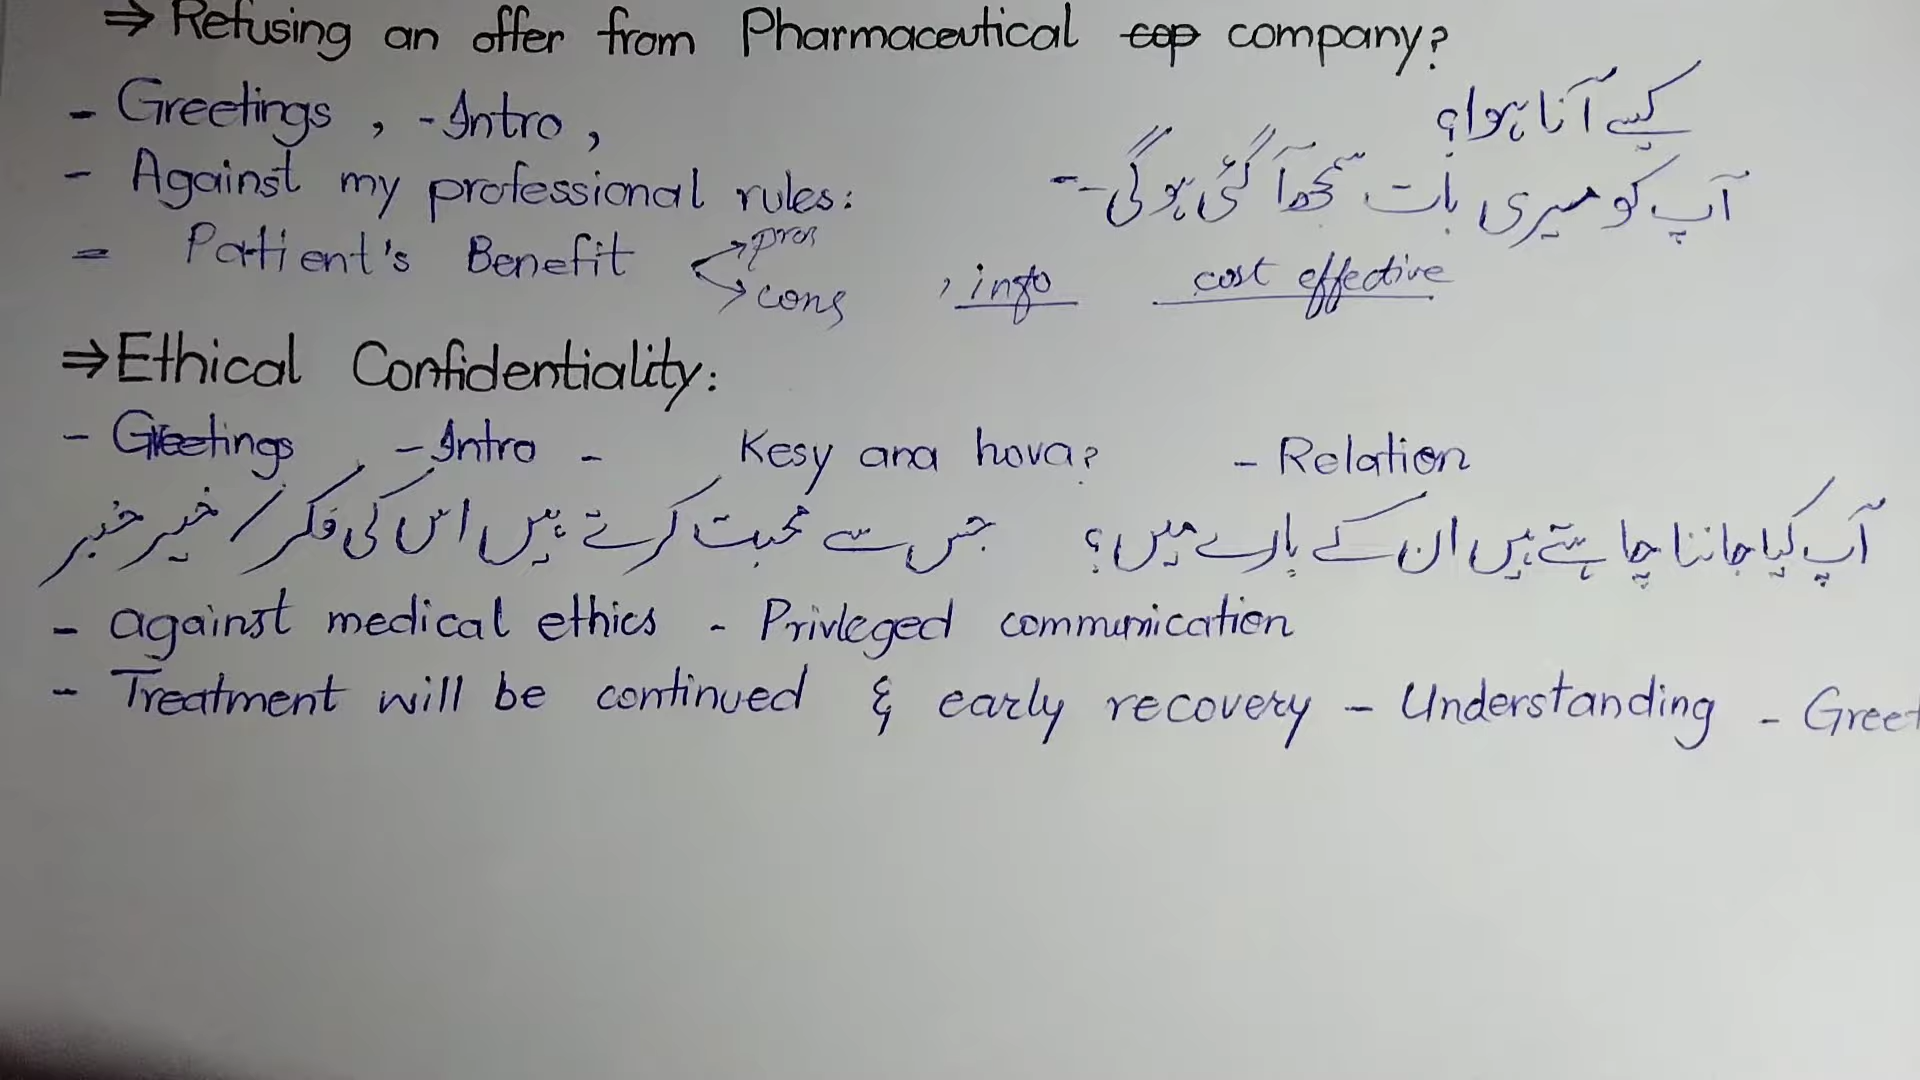 ⇒ Refusing an offer from Pharmaceutical cop company?
- Greetings, - Intro, کیسے آنا ہوا؟
- Against my professional rules: آپ کو میری بات سمجھ آ گئی ہو گی --
= Patient's Benefit pros cons, info cost effective
⇒ Ethical Confidentiality:
- Greetings, - Intro - Kesy ana hova? - Relation
آپ کیا جاننا چاہتے ہیں ان کے بارے میں؟ جس سے محبت کرتے ہیں اس کی فکر / خیر خبر
- against medical ethics - Privleged communication
- Treatment will be continued & early recovery - Understanding - Greet